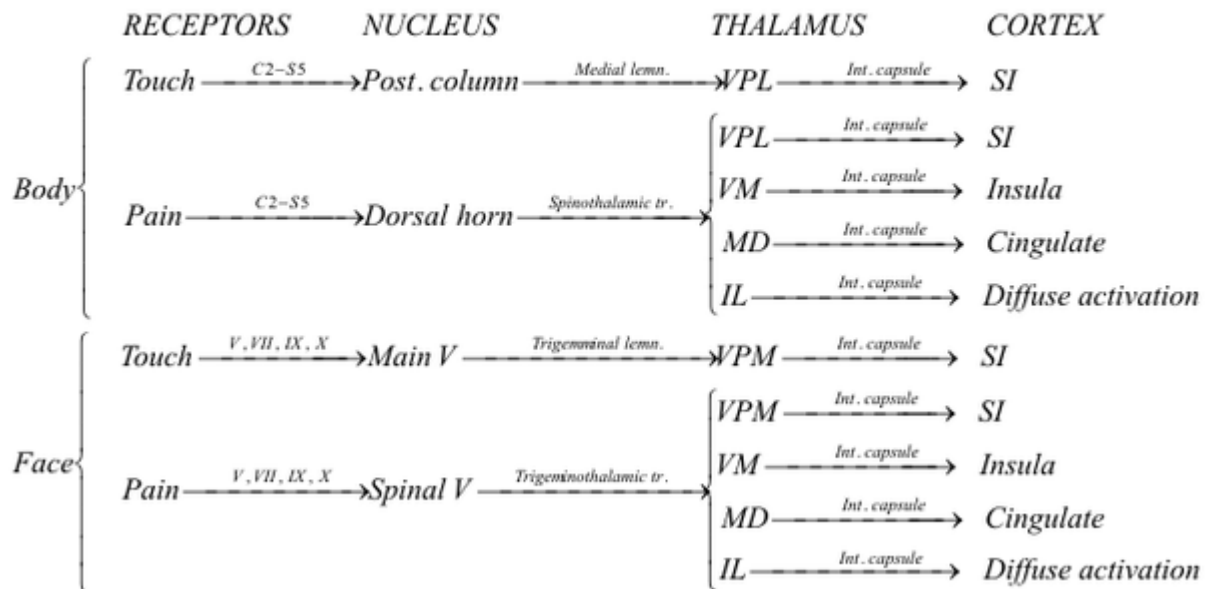 RECEPTORS NUCLEUS THALAMUS CORTEX
Touch C2-S5 Post. column Medial lemn. VPL Int. capsule SI
VPL Int. capsule SI
Body
VM Int. capsule Insula
Pain C2-S5 Dorsal horn Spinothalamic tr.
MD Int. capsule Cingulate
IL Int. capsule Diffuse activation
Touch V, VII, IX, X Main V Trigemminal lemn. VPM Int. capsule SI
VPM Int. capsule SI
Face
VM Int. capsule Insula
Pain V, VII, IX, X Spinal V Trigeminothalamic tr.
MD Int. capsule Cingulate
IL Int. capsule Diffuse activation